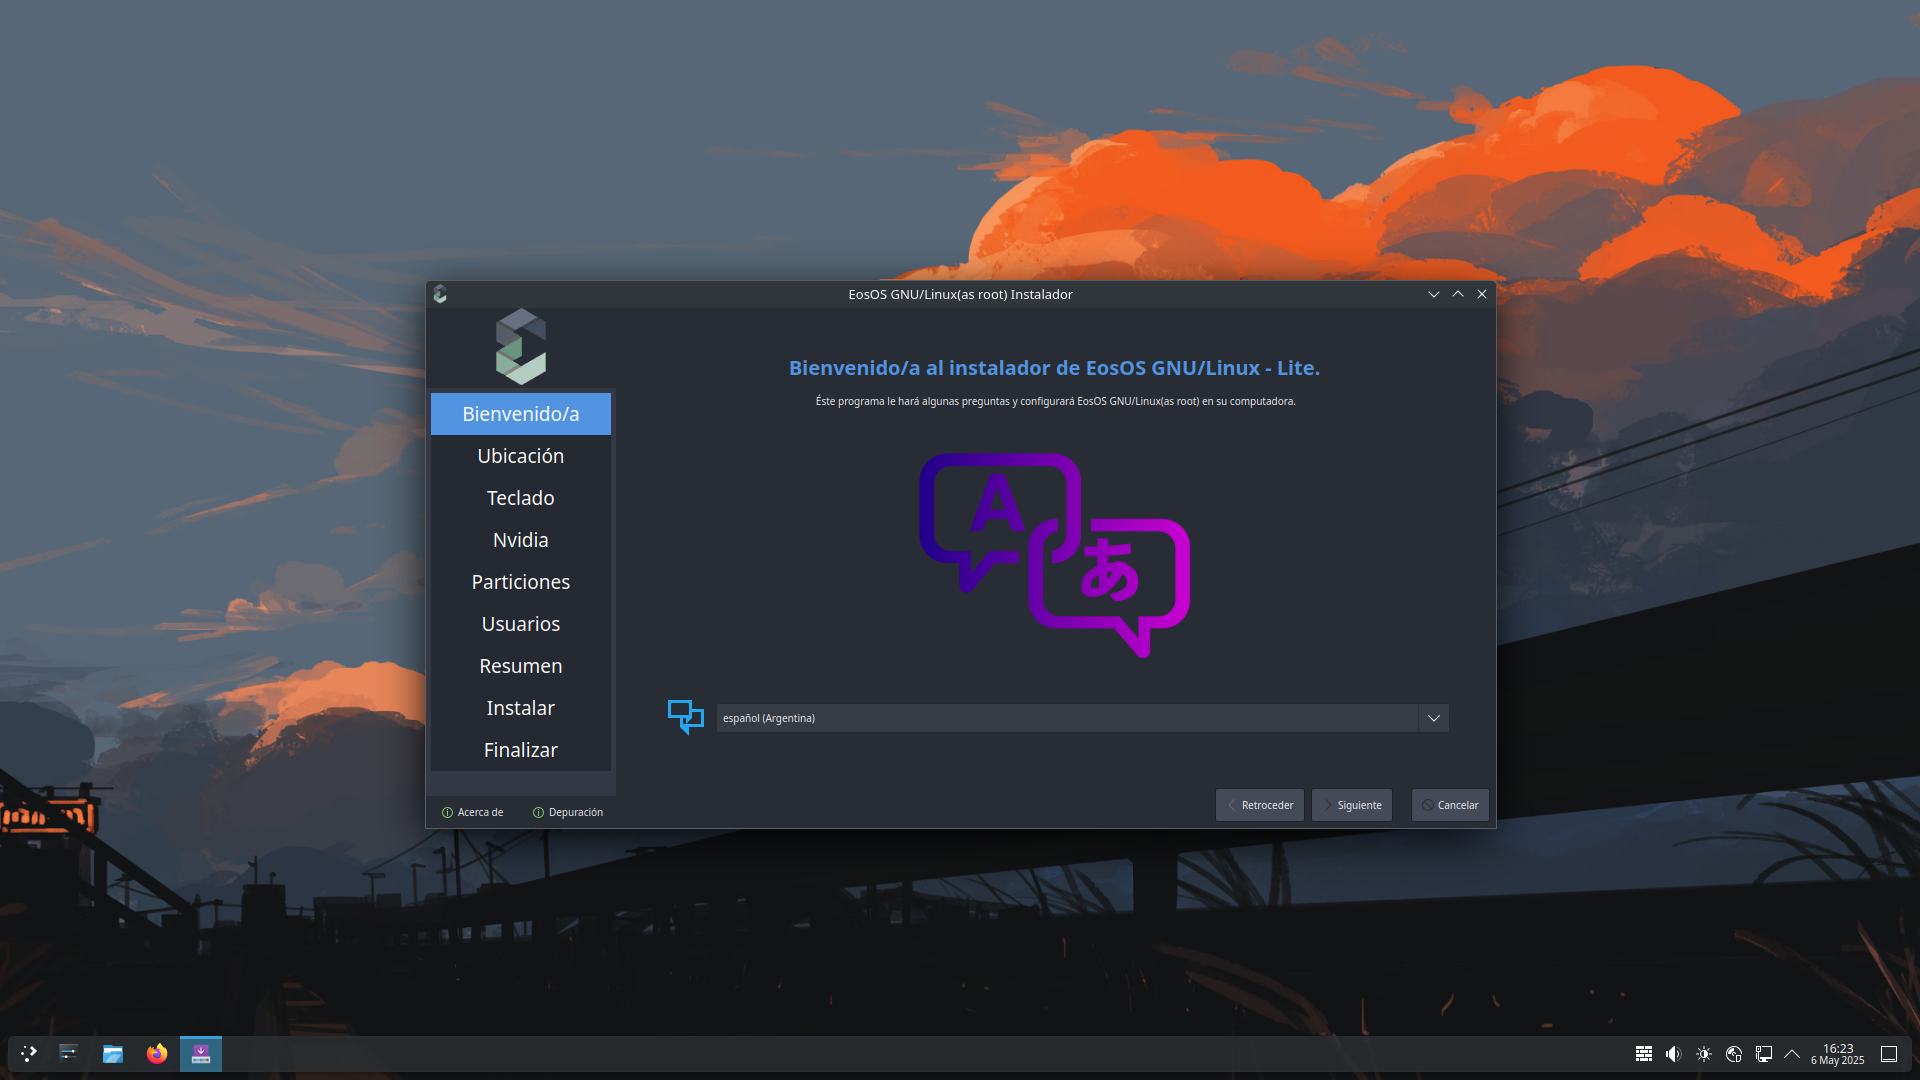 EosOS GNU/Linux(as root) Instalador
Bienvenido/a
Ubicación
Teclado
Nvidia
Particiones
Usuarios
Resumen
Instalar
Finalizar
Acerca de
Depuración
Bienvenido/a al instalador de EosOS GNU/Linux - Lite.
Éste programa le hará algunas preguntas y configurará EosOS GNU/Linux(as root) en su computadora.
A
あ
español (Argentina)
Retroceder
Siguiente
Cancelar
16:23
6 May 2025